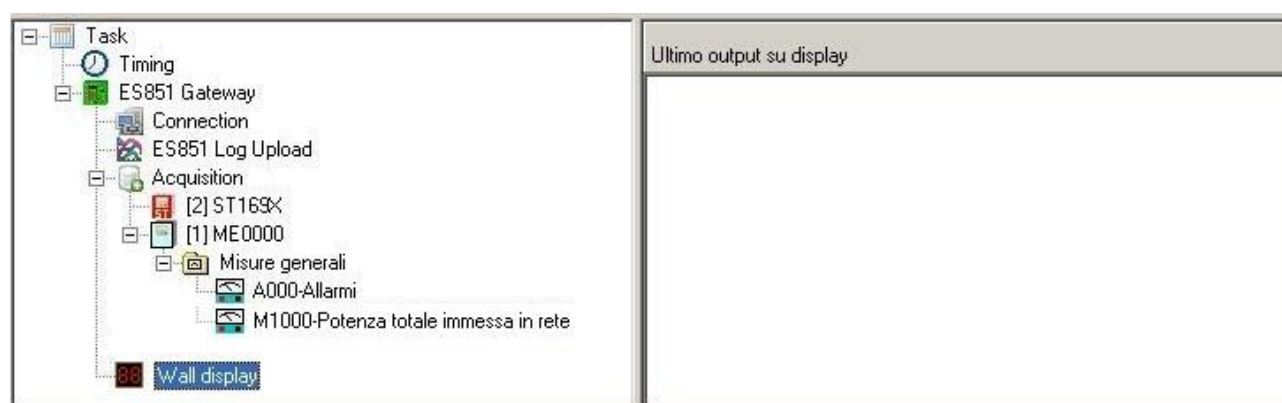 Task
Timing
ES851 Gateway
Connection
ES851 Log Upload
Acquisition
[2] ST169X
[1] ME0000
Misure generali
A000-Allarmi
M1000-Potenza totale immessa in rete
88 Wall display
Ultimo output su display